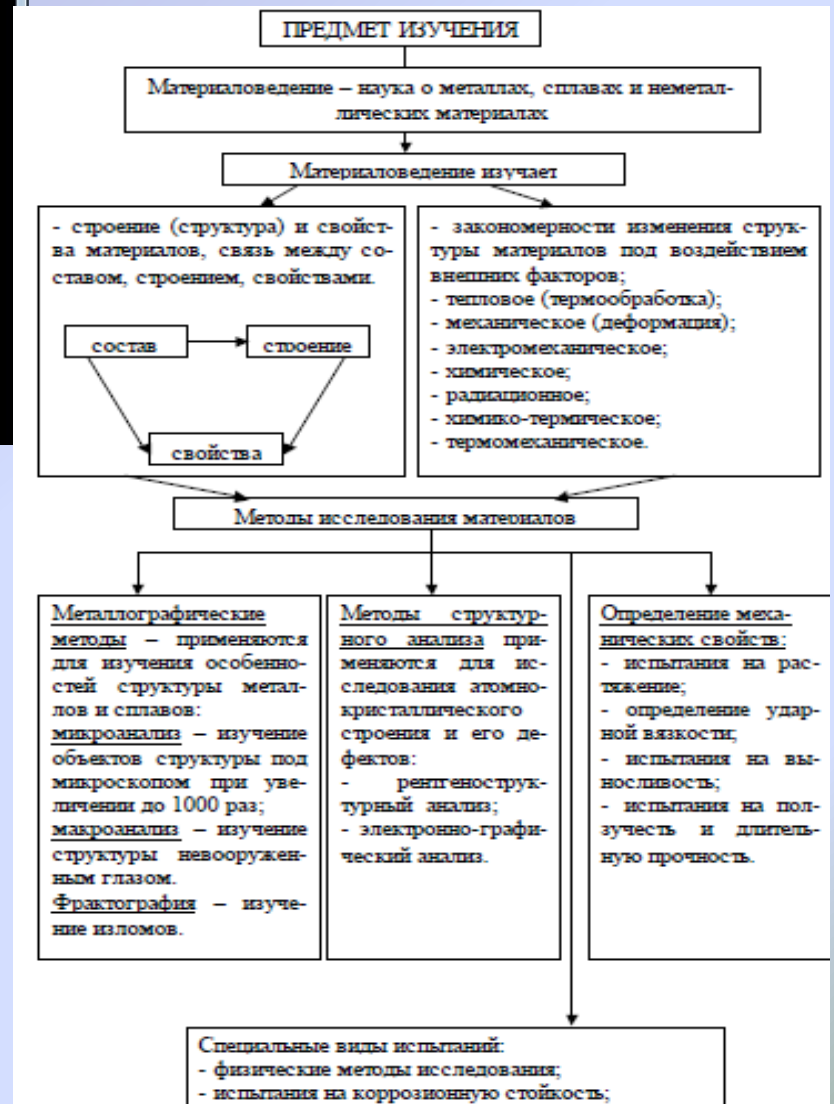 ПРЕДМЕТ ИЗУЧЕНИЯ
Материаловедение – наука о металлах, сплавах и неметал-
лических материалах
Материаловедение изучает
- строение (структура) и свойст-
ва материалов, связь между со-
ставом, строением, свойствами.
состав
строение
свойства
- закономерности изменения струк-
туры материалов под воздействием
внешних факторов;
- тепловое (термообработка);
- механическое (деформация);
- электромеханическое;
- химическое;
- радиационное;
- химико-термическое;
- термомеханическое.
Методы исследования материалов
Металлографические
методы – применяются
для изучения особенно-
стей структуры метал-
лов и сплавов:
микроанализ – изучение
объектов структуры под
микроскопом при уве-
личении до 1000 раз;
макроанализ – изучение
структуры невооружен-
ным глазом.
Фрактография – изуче-
ние изломов.
Методы структур-
ного анализа при-
меняются для ис-
следования атомно-
кристаллического
строения и его де-
фектов:
- рентгенострук-
турный анализ;
- электронно-графи-
ческий анализ.
Определение меха-
нических свойств:
- испытания на рас-
тяжение;
- определение удар-
ной вязкости;
- испытания на вы-
носливость;
- испытания на пол-
зучесть и длитель-
ную прочность.
Специальные виды испытаний:
- физические методы исследования;
- испытания на коррозионную стойкость;